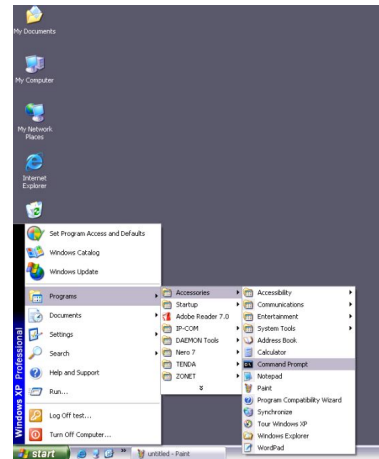 My Documents
My Computer
My Network
Places
Internet
Explorer
Set Program Access and Defaults
Windows Catalog
Windows Update
Programs
Documents
Settings
Search
Help and Support
Run...
Log Off test...
Turn Off Computer...
Windows XP Professional
Accessories
Startup
Adobe Reader 7.0
IP-COM
DAEMON Tools
Nero 7
TENDA
ZONET
Accessibility
Communications
Entertainment
System Tools
Address Book
Calculator
Command Prompt
Notepad
Paint
Program Compatibility Wizard
Synchronize
Tour Windows XP
Windows Explorer
WordPad
start
untitled - Paint